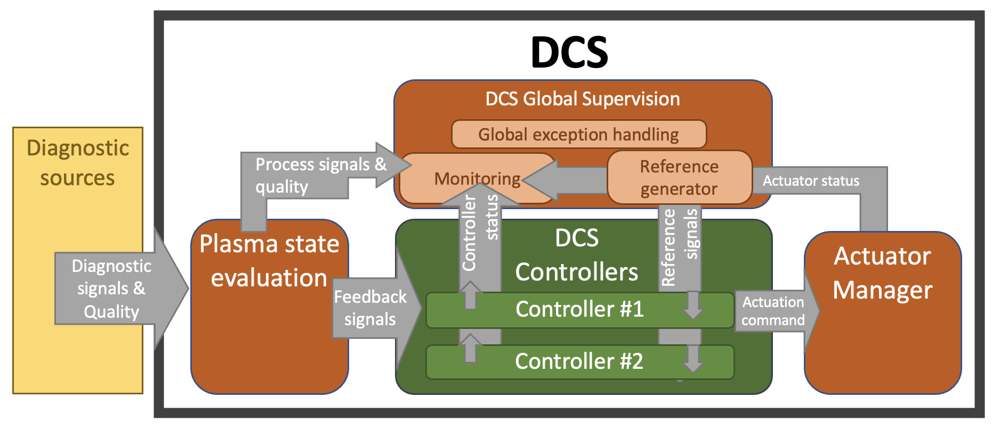 DCS
DCS Global Supervision
Global exception handling
Diagnostic
sources
Process signals &
quality
Monitoring
Reference
generator
Actuator status
Controller
status
Reference
signals
Plasma state
evaluation
DCS
Controllers
Actuator
Manager
Diagnostic
signals &
Quality
Feedback
signals
Controller #1
Controller #2
Actuation
command